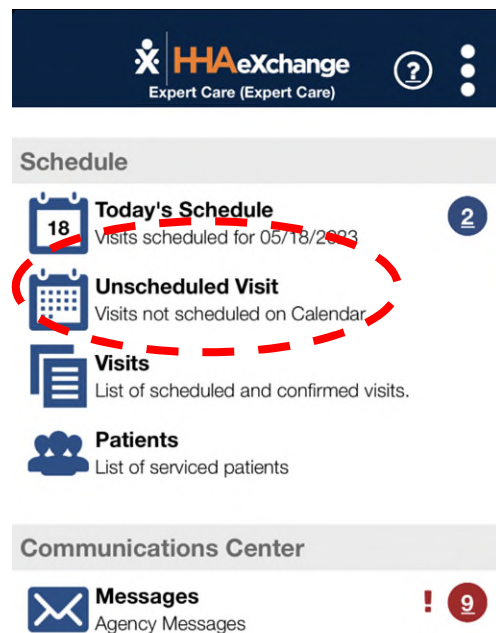 HHAeXchange
?
Expert Care (Expert Care)
Schedule
18
Today's Schedule
2
Visits scheduled for 05/18/2023
Unscheduled Visit
Visits not scheduled on Calendar
Visits
List of scheduled and confirmed visits.
Patients
List of serviced patients
Communications Center
Messages
! 9
Agency Messages